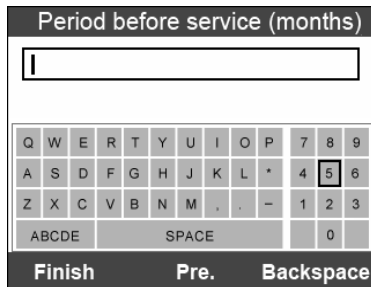 Period before service (months)
Q W E R T Y U I O P 7 8 9
A S D F G H J K L * 4 5 6
Z X C V B N M , . – 1 2 3
ABCDE SPACE 0
Finish Pre. Backspace